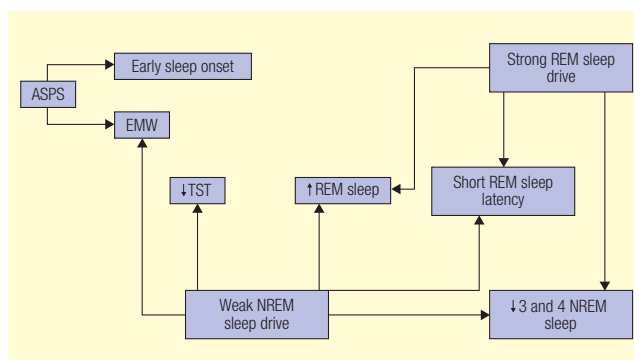 Early sleep onset
Strong REM sleep
drive
ASPS
EMW
↓TST
↑REM sleep
Short REM sleep
latency
Weak NREM
sleep drive
↓3 and 4 NREM
sleep